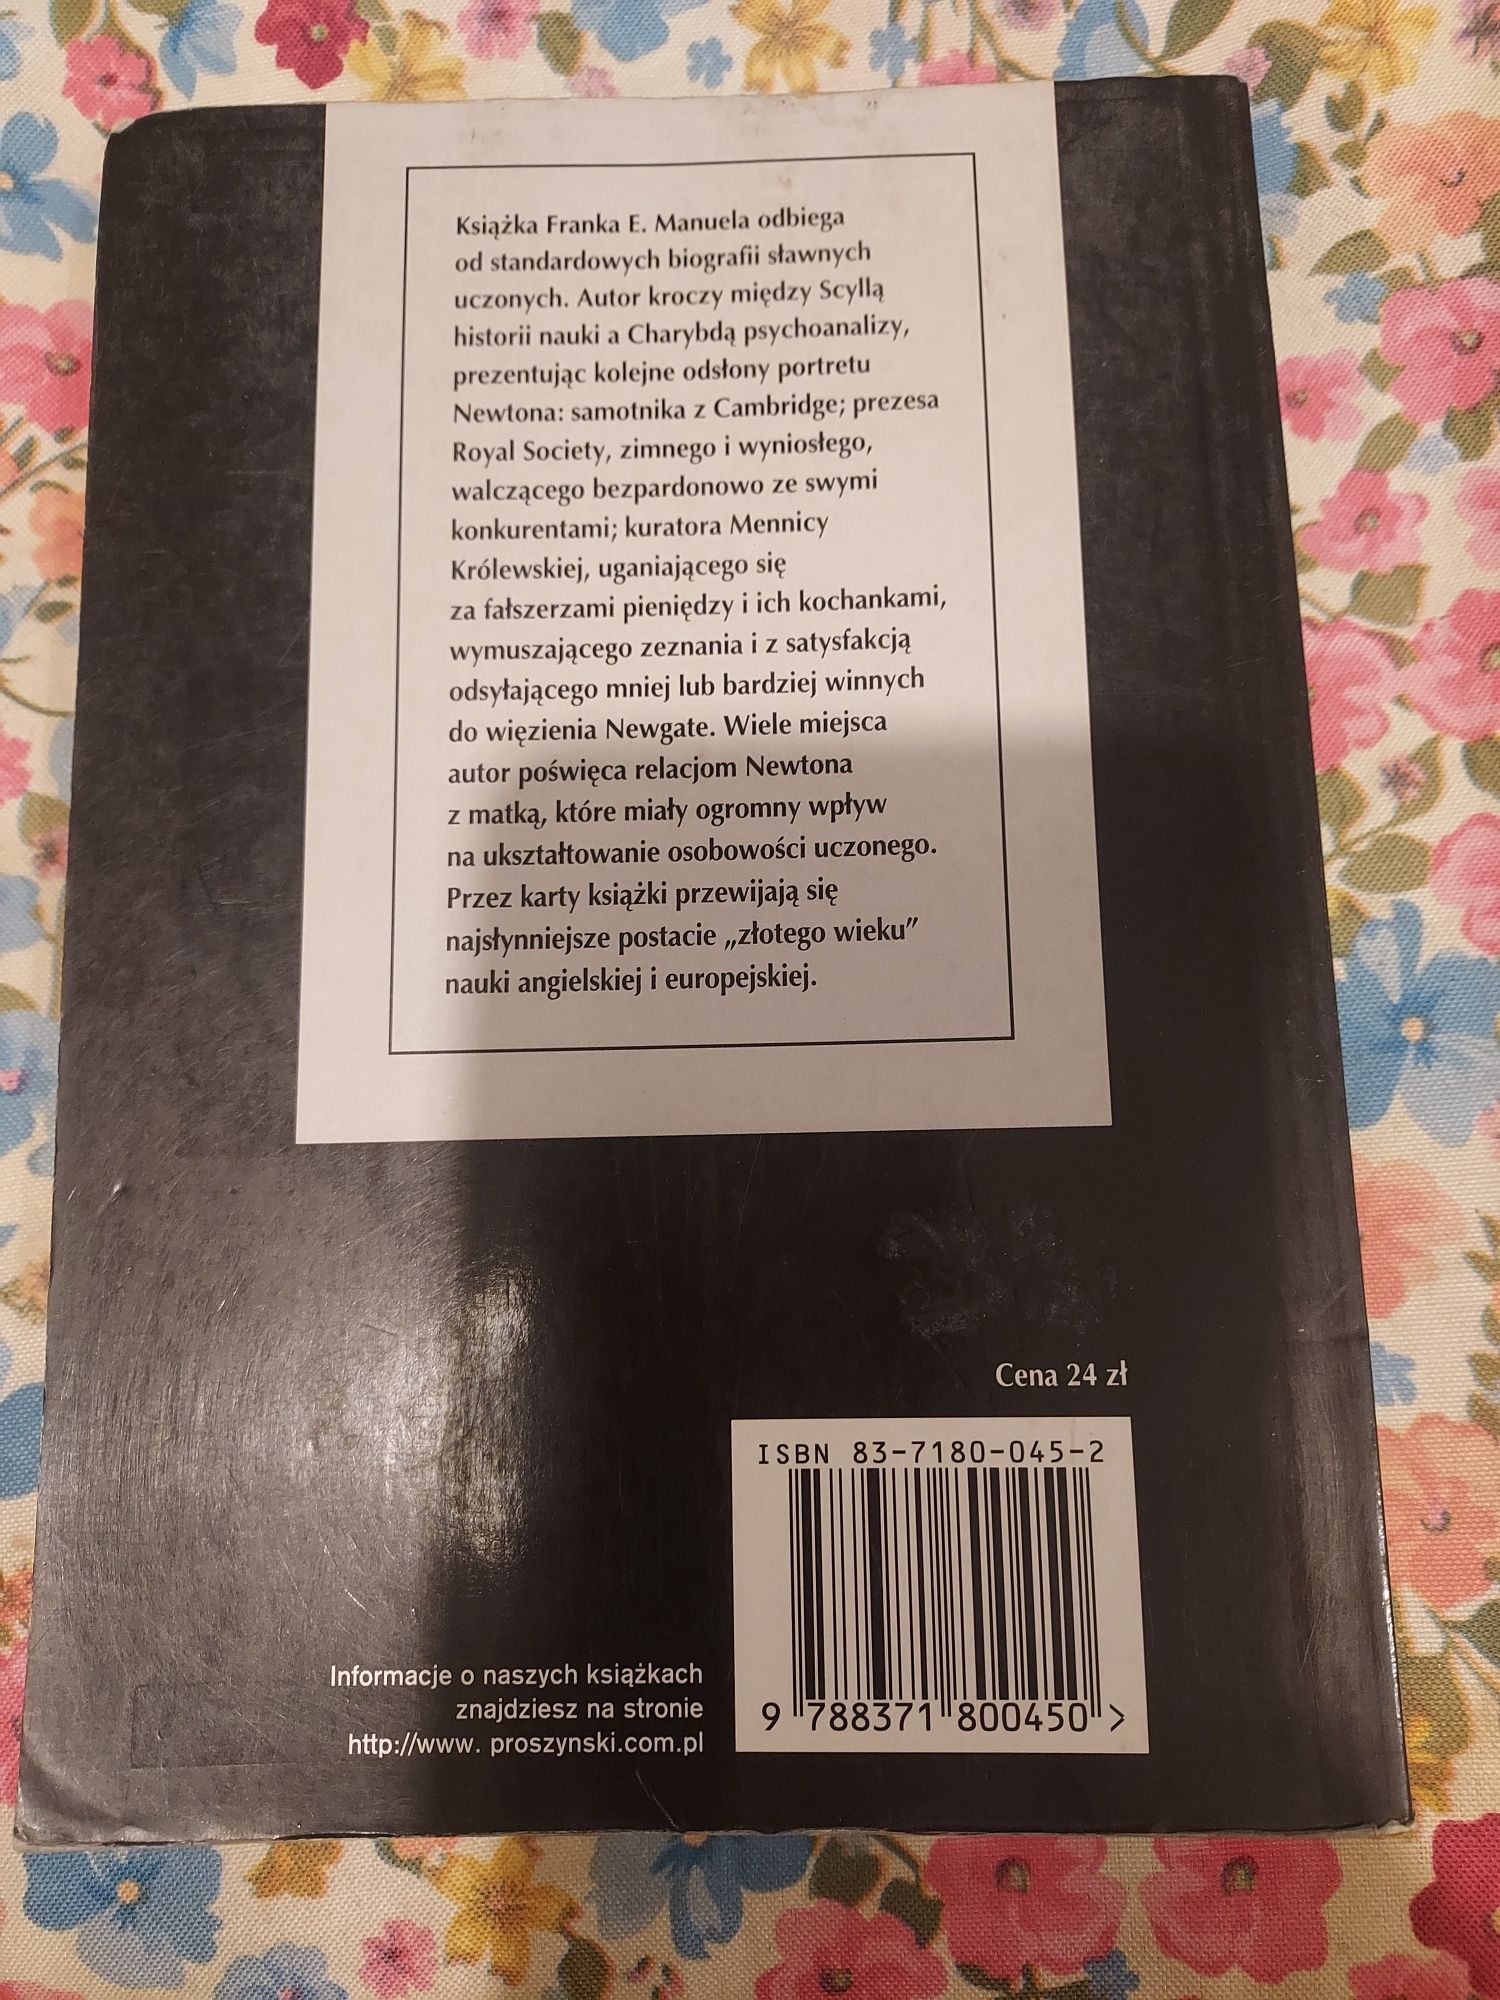 Książka Franka E. Manuela odbiega
od standardowych biografii sławnych
uczonych. Autor kroczy między Scyllą
historii nauki a Charybdą psychoanalizy,
prezentując kolejne odsłony portretu
Newtona: samotnika z Cambridge; prezesa
Royal Society, zimnego i wyniosłego,
walczącego bezpardonowo ze swymi
konkurentami; kuratora Mennicy
Królewskiej, uganiającego się
za fałszerzami pieniędzy i ich kochankami,
wymuszającego zeznania i z satysfakcją
odsyłającego mniej lub bardziej winnych
do więzienia Newgate. Wiele miejsca
autor poświęca relacjom Newtona
z matką, które miały ogromny wpływ
na ukształtowanie osobowości uczonego.
Przez karty książki przewijają się
najsłynniejsze postacie „złotego wieku”
nauki angielskiej i europejskiej.
Cena 24 zł
ISBN 83-7180-045-2
9 788371 800450 >
Informacje o naszych książkach
znajdziesz na stronie
http://www. proszynski.com.pl